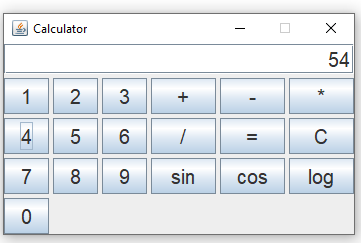 Calculator
54
1 2 3 + - *
4 5 6 / = C
7 8 9 sin cos log
0